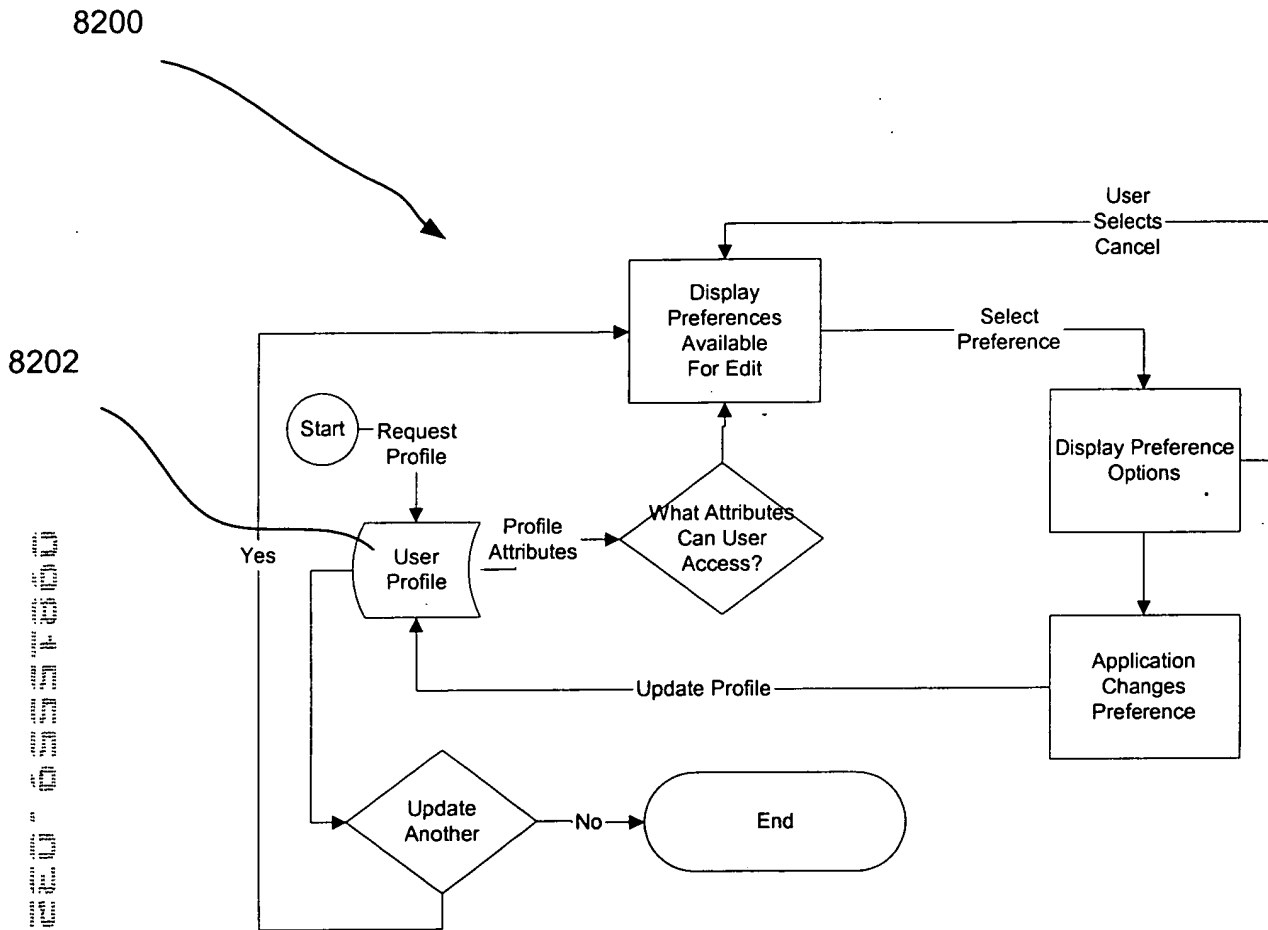 8200
User
Selects
Cancel
Display
Preferences
Available
For Edit
Select
Preference
8202
Start
Request
Profile
Display Preference
Options
What Attributes
Can User
Access?
Profile
Attributes
User
Profile
Yes
Application
Changes
Preference
Update Profile
Update
Another
No
End